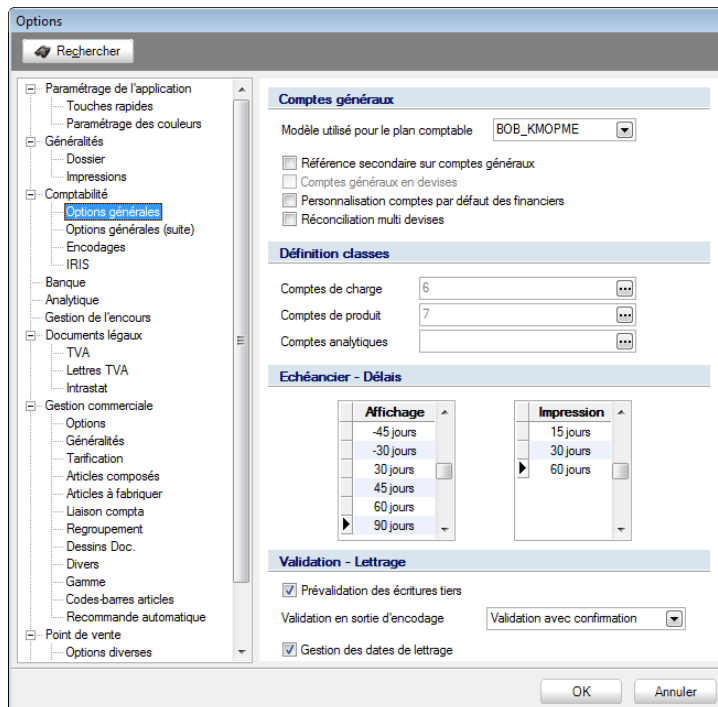 Options
Rechercher
Paramétrage de l'application
Touches rapides
Paramétrage des couleurs
Généralités
Dossier
Impressions
Comptabilité
Options générales
Options générales (suite)
Encodages
IRIS
Banque
Analytique
Gestion de l'encours
Documents légaux
TVA
Lettres TVA
Intrastat
Gestion commerciale
Options
Généralités
Tarification
Articles composés
Articles à fabriquer
Liaison compta
Regroupement
Dessins Doc.
Divers
Gamme
Codes-barres articles
Recommande automatique
Point de vente
Options diverses
Comptes généraux
Modèle utilisé pour le plan comptable BOB_KMOPME
Référence secondaire sur comptes généraux
Comptes généraux en devises
Personnalisation comptes par défaut des financiers
Réconciliation multi devises
Définition classes
Comptes de charge 6
Comptes de produit 7
Comptes analytiques
Echéancier - Délais
Affichage
-45 jours
-30 jours
30 jours
45 jours
60 jours
90 jours
Impression
15 jours
30 jours
60 jours
Validation - Lettrage
Prévalidation des écritures tiers
Validation en sortie d'encodage Validation avec confirmation
Gestion des dates de lettrage
OK Annuler